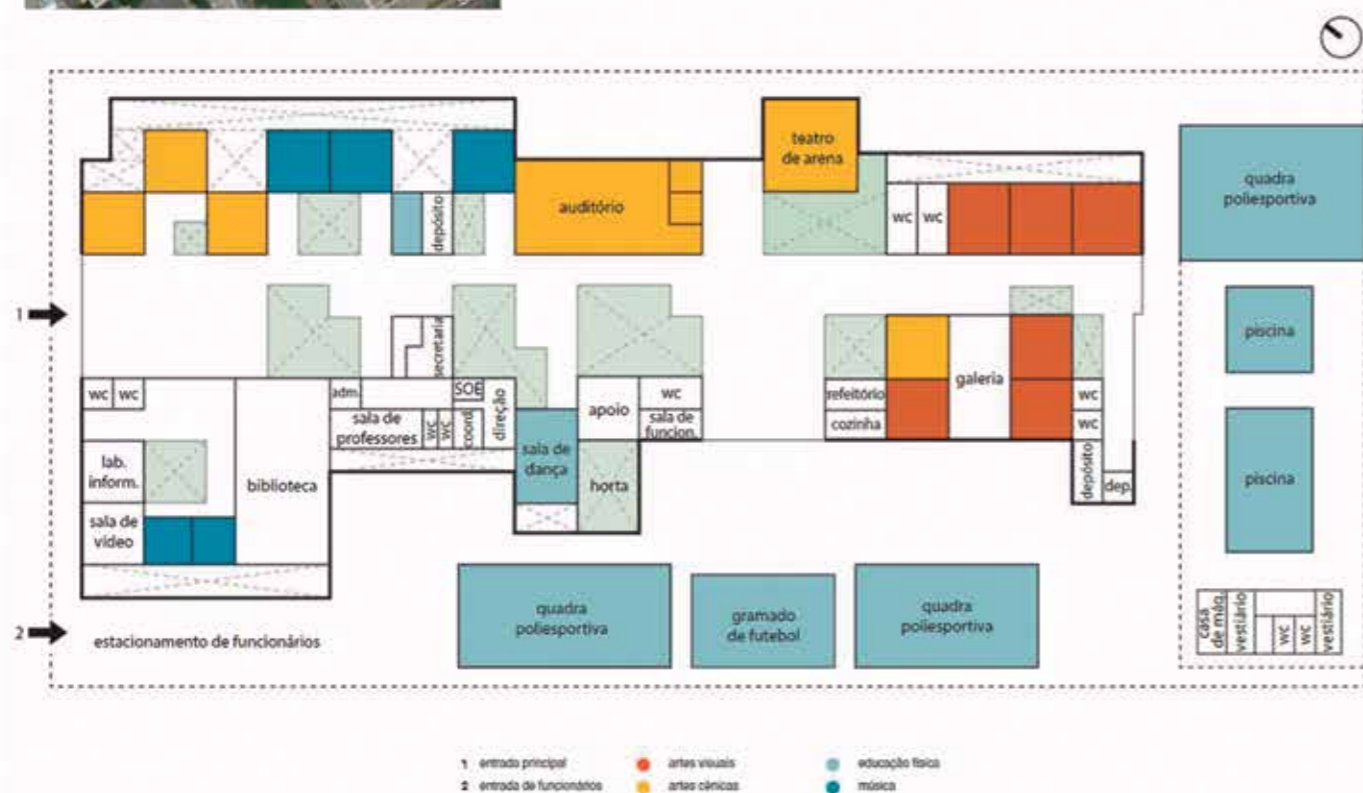 teatro
de arena
quadra
poliesportiva
wc wc
auditório
depósito
1
secretaria
piscina
wc wc
adm.
SOE
direção
sala de
professores
wc
wc
coord.
apoio
wc
sala de
funcion.
refeitório
cozinha
galeria
wc
wc
lab.
inform.
biblioteca
sala de
dança
horta
depósito
dep.
piscina
sala de
vídeo
2
estacionamento de funcionários
quadra
poliesportiva
gramado
de futebol
quadra
poliesportiva
casa
de máq.
vestiário
wc
wc
vestiário
1 entrada principal
2 entrada de funcionários
artes visuais
artes cênicas
educação física
música